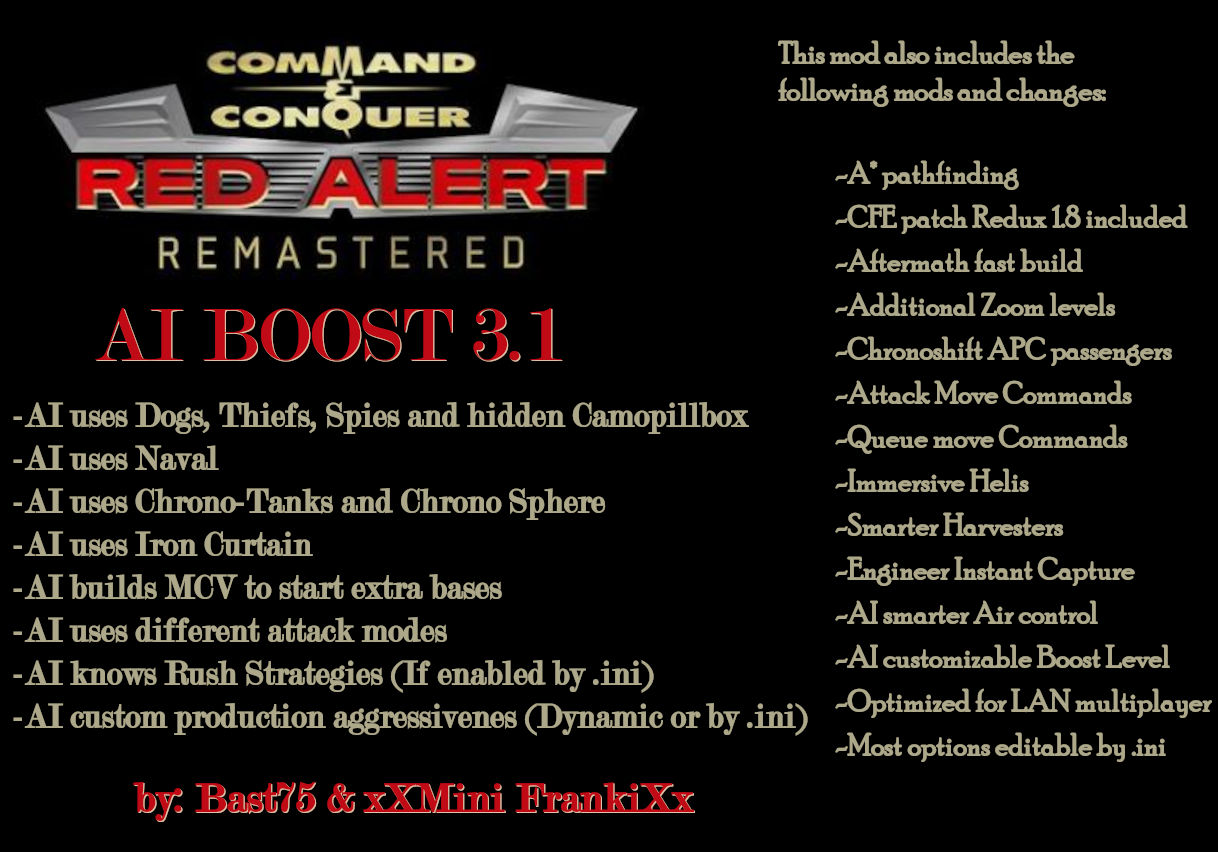 COMMAND
&
CONQUER
RED ALERT
REMASTERED
AI BOOST 3.1
-AI uses Dogs, Thiefs, Spies and hidden Camopillbox
-AI uses Naval
-AI uses Chrono-Tanks and Chrono Sphere
-AI uses Iron Curtain
-AI builds MCV to start extra bases
-AI uses different attack modes
-AI knows Rush Strategies (If enabled by .ini)
-AI custom production aggressivenes (Dynamic or by .ini)
by: Bast75 & xXMini FrankiXx
This mod also includes the
following mods and changes:
-A* pathfinding
-CFE patch Redux 1.8 included
-Aftermath fast build
-Additional Zoom levels
-Chronoshift APC passengers
-Attack Move Commands
-Queue move Commands
-Immersive Helis
-Smarter Harvesters
-Engineer Instant Capture
-AI smarter Air control
-AI customizable Boost Level
-Optimized for LAN multiplayer
-Most options editable by .ini